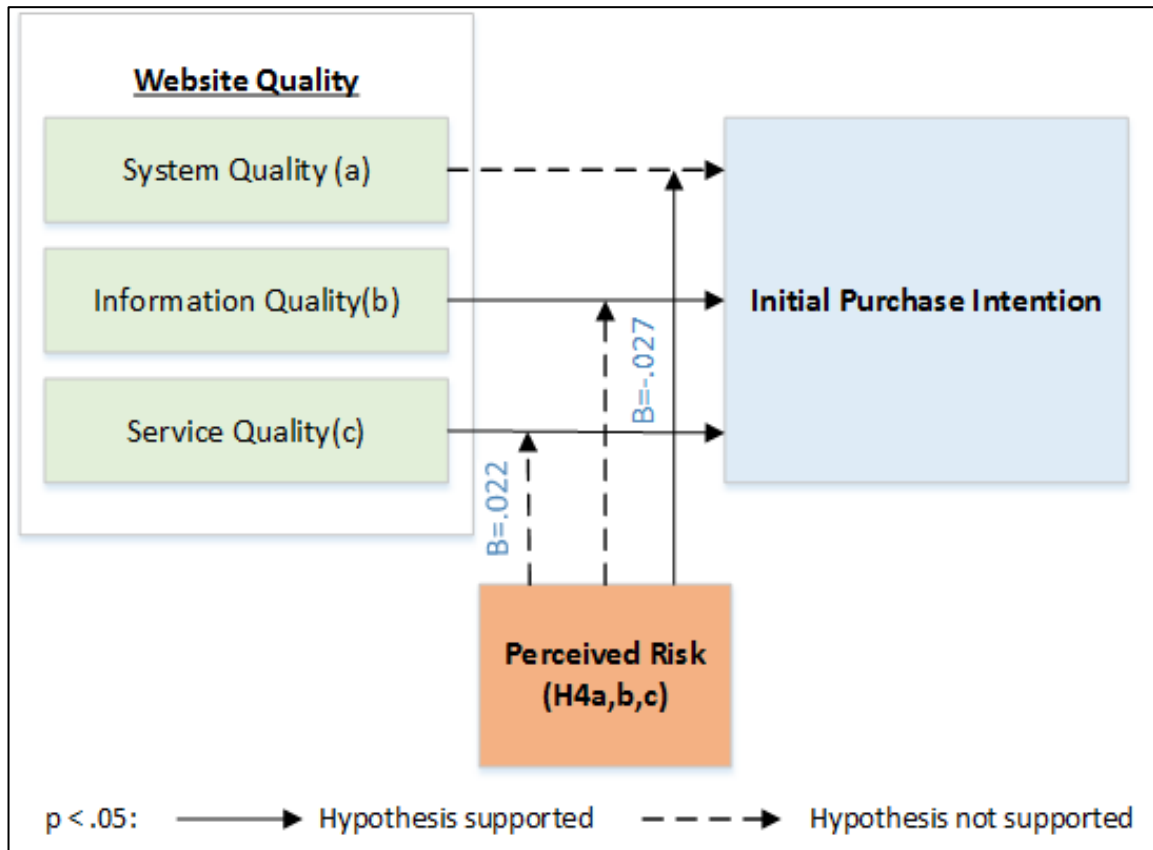 Website Quality
System Quality (a)
Information Quality(b)
Service Quality(c)
Initial Purchase Intention
B=.022
B=-.027
Perceived Risk
(H4a,b,c)
p < .05:
Hypothesis supported
Hypothesis not supported